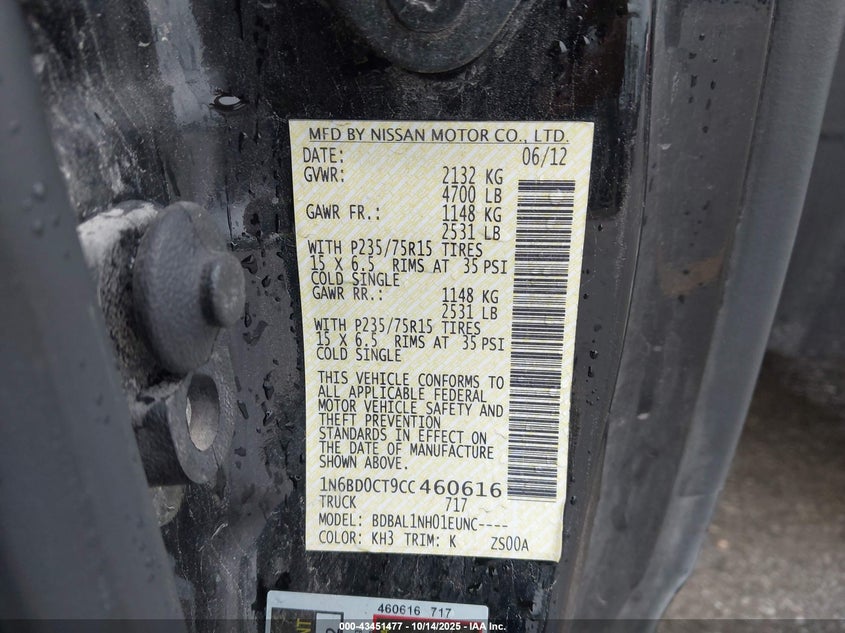 MFD BY NISSAN MOTOR CO., LTD.
DATE: 06/12
GVWR: 2132 KG
4700 LB
GAWR FR.: 1148 KG
2531 LB
WITH P235/75R15 TIRES
15 X 6.5 RIMS AT 35 PSI
COLD SINGLE
GAWR RR.: 1148 KG
2531 LB
WITH P235/75R15 TIRES
15 X 6.5 RIMS AT 35 PSI
COLD SINGLE
THIS VEHICLE CONFORMS TO
ALL APPLICABLE FEDERAL
MOTOR VEHICLE SAFETY AND
THEFT PREVENTION
STANDARDS IN EFFECT ON
THE DATE OF MANUFACTURE
SHOWN ABOVE.
1N6BD0CT9CC460616
TRUCK 717
MODEL: BDBAL1NH01EUNC----
COLOR: KH3 TRIM: K ZS00A
460616 717
000-43451477 - 10/14/2025 - IAA Inc.